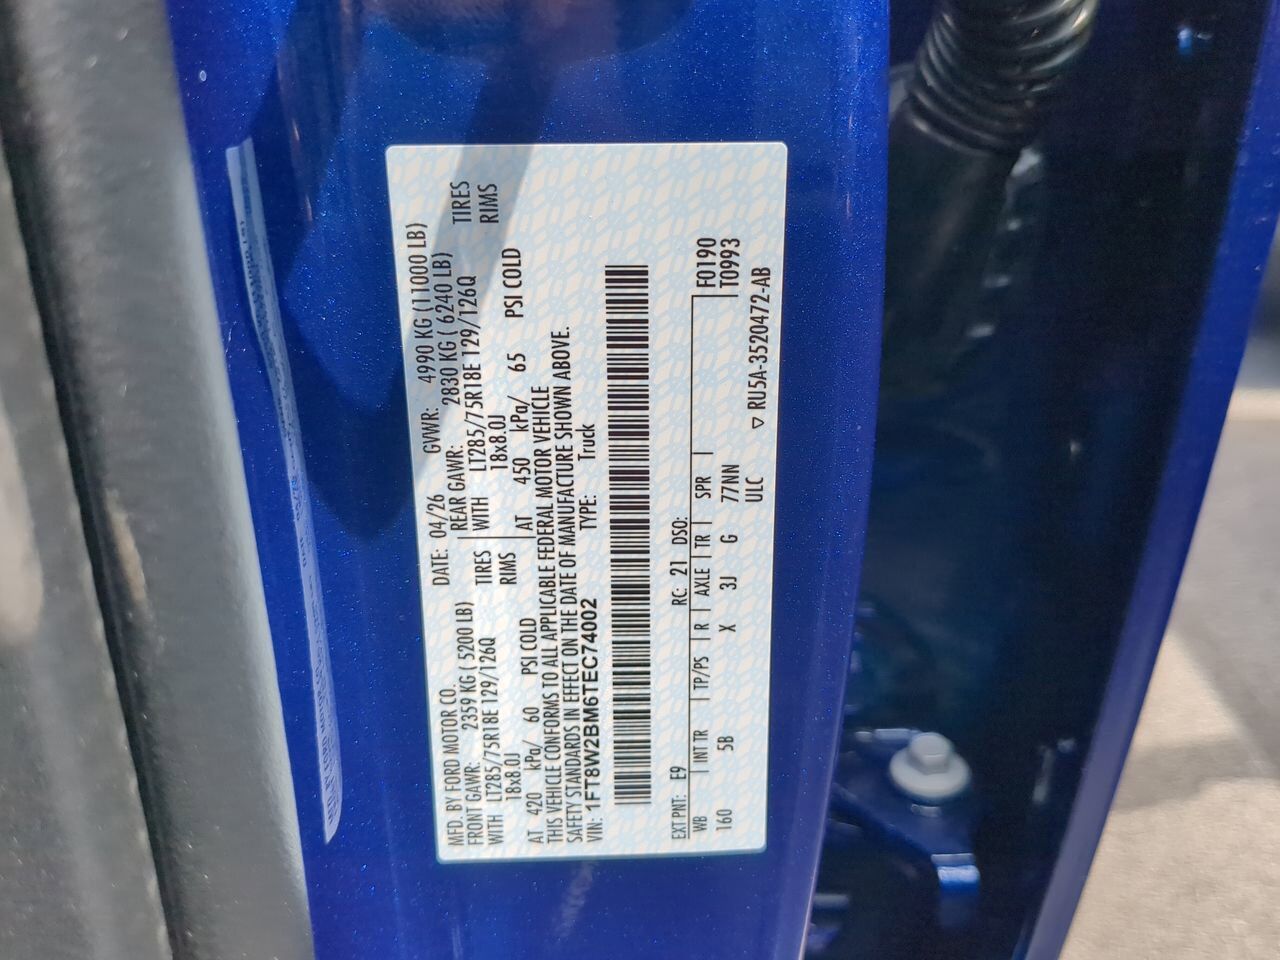 MFD. BY FORD MOTOR CO.
DATE: 04/26
GVWR: 4990 KG (11000 LB)
FRONT GAWR: 2359 KG ( 5200 LB)
REAR GAWR: 2830 KG ( 6240 LB)
WITH LT285/75R18E 129/126Q TIRES
WITH LT285/75R18E 129/126Q TIRES
18x8.0J RIMS
18x8.0J RIMS
AT 420 kPa/ 60 PSI COLD
AT 450 kPa/ 65 PSI COLD
THIS VEHICLE CONFORMS TO ALL APPLICABLE FEDERAL MOTOR VEHICLE
SAFETY STANDARDS IN EFFECT ON THE DATE OF MANUFACTURE SHOWN ABOVE.
VIN: 1FT8W2BM6TEC74002
TYPE: Truck
F0190
T0993
EXT PNT: E9 RC: 21 DSO:
WB INT TR TP/PS R AXLE TR SPR
160 5B X 3J G 77NN
ULC
▽ RU5A-3520472-AB